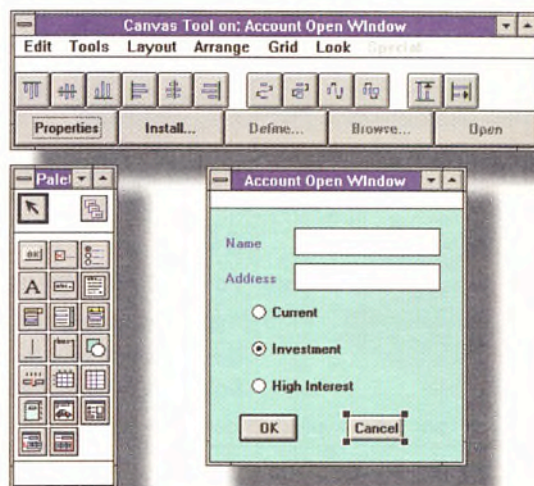 Canvas Tool on: Account Open Window
Edit Tools Layout Arrange Grid Look Special
Properties Install... Define... Browse... Open
Palet
Account Open Window
Name
Address
Current
Investment
High Interest
OK Cancel